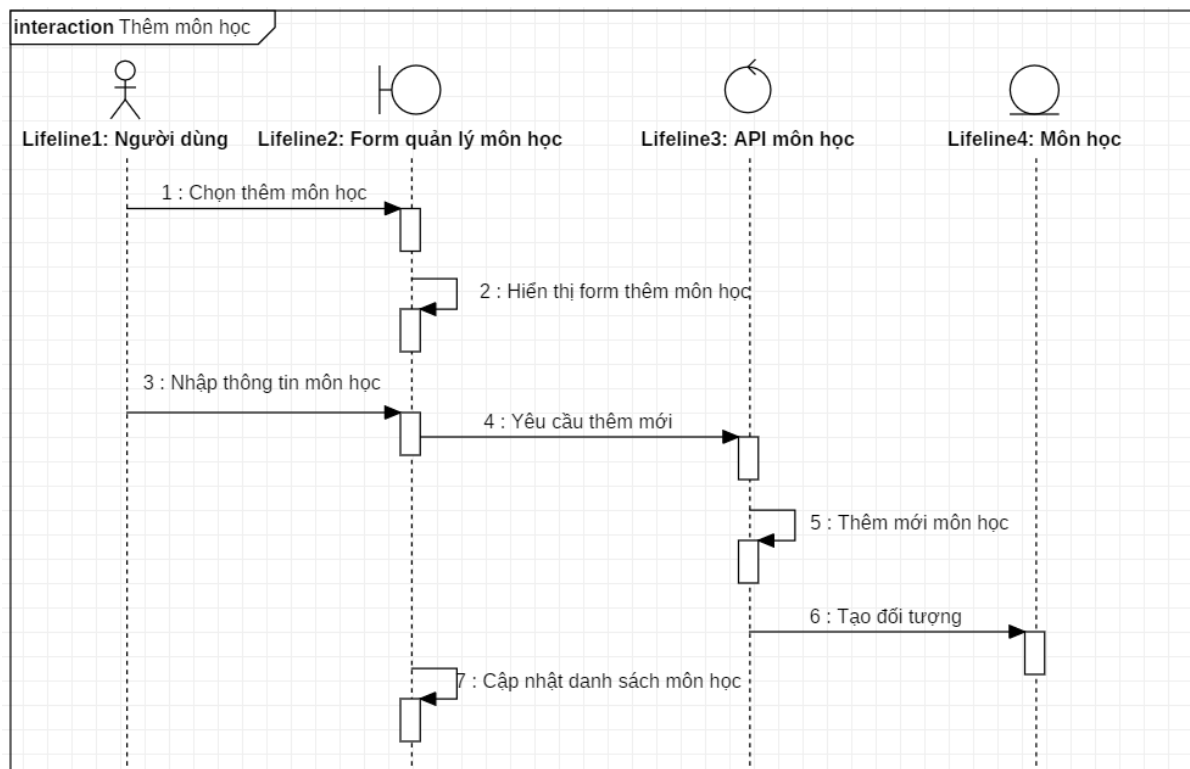 interaction Thêm môn học
Lifeline1: Người dùng
Lifeline2: Form quản lý môn học
Lifeline3: API môn học
Lifeline4: Môn học
1 : Chọn thêm môn học
2 : Hiển thị form thêm môn học
3 : Nhập thông tin môn học
4 : Yêu cầu thêm mới
5 : Thêm mới môn học
6 : Tạo đối tượng
7 : Cập nhật danh sách môn học